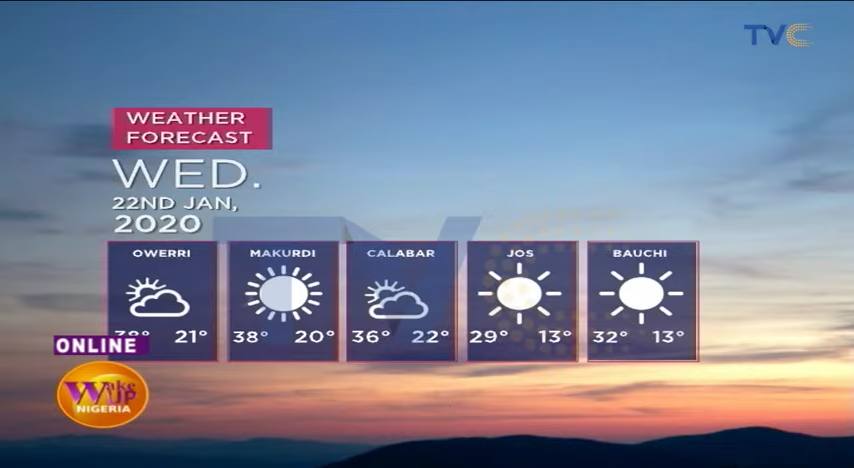 TVC
WEATHER
FORECAST
WED.
22ND JAN,
2020
OWERRI
MAKURDI
CALABAR
JOS
BAUCHI
21°
38° 20°
36° 22°
29° 13°
32° 13°
ONLINE
Wake
UP
NIGERIA